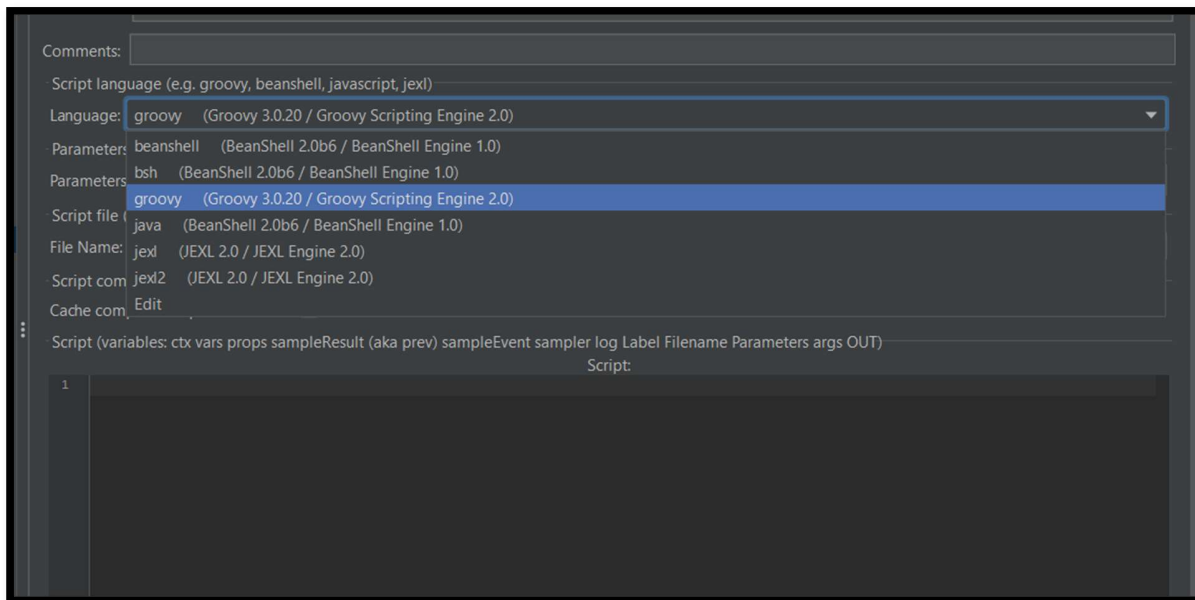 Comments:
Script language (e.g. groovy, beanshell, javascript, jexl)
Language: groovy (Groovy 3.0.20 / Groovy Scripting Engine 2.0)
Parameters
beanshell (BeanShell 2.0b6 / BeanShell Engine 1.0)
Parameters
bsh (BeanShell 2.0b6 / BeanShell Engine 1.0)
groovy (Groovy 3.0.20 / Groovy Scripting Engine 2.0)
Script file (
java (BeanShell 2.0b6 / BeanShell Engine 1.0)
File Name:
jexl (JEXL 2.0 / JEXL Engine 2.0)
Script com
jexl2 (JEXL 2.0 / JEXL Engine 2.0)
Cache com
Edit
Script (variables: ctx vars props sampleResult (aka prev) sampleEvent sampler log Label Filename Parameters args OUT)
Script:
1